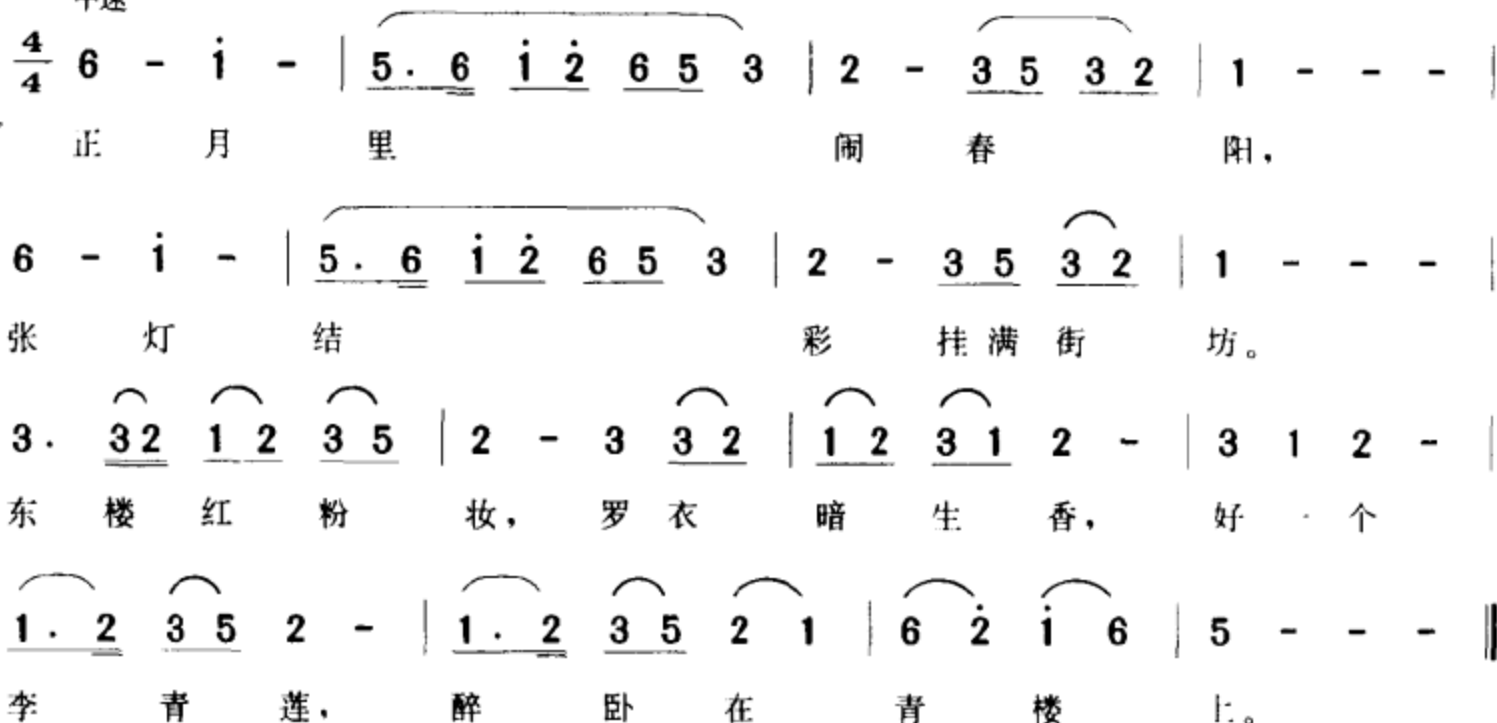 中速
4/4 6 - i̇ - | 5. 6 i̇ 2̇ 6 5 3 | 2 - 3 5 3 2 | 1 - - - |
正 月 里 闹 春 阳，
6 - i̇ - | 5. 6 i̇ 2̇ 6 5 3 | 2 - 3 5 3 2 | 1 - - - |
张 灯 结 彩 挂 满 街 坊。
3. 3 2 1 2 3 5 | 2 - 3 3 2 | 1 2 3 1 2 - | 3 1 2 - |
东 楼 红 粉 妆， 罗 衣 暗 生 香， 好 一 个
1. 2 3 5 2 - | 1. 2 3 5 2 1 | 6 2̇ i̇ 6 | 5 - - - ‖
李 青 莲， 醉 卧 在 青 楼 上。